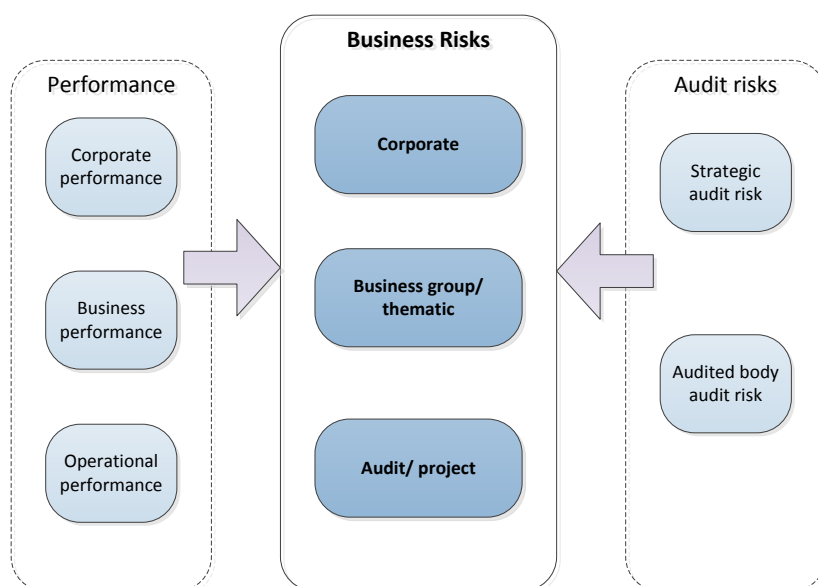 Performance
Corporate
performance
Business
performance
Operational
performance
Business Risks
Corporate
Business group/
thematic
Audit/ project
Audit risks
Strategic
audit risk
Audited body
audit risk